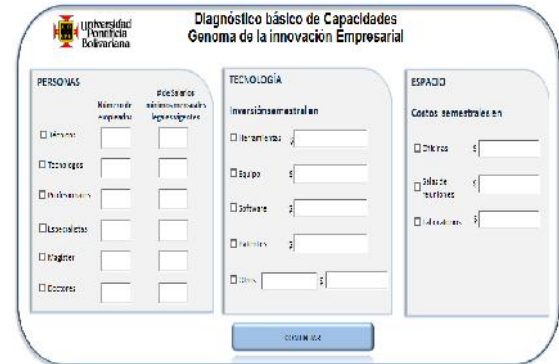 Universidad
Pontificia
Bolivariana
Diagnóstico básico de Capacidades
Genoma de la innovación Empresarial
PERSONAS
Número de
empleados
# de Salarios
mínimos mensuales
legales vigentes
Técnicos
Tecnologos
Profesionales
Especialistas
Magíster
Doctores
TECNOLOGÍA
Inversión semestral en
Herramientas $
Equipo $
Software $
Patentes $
Otros $
ESPACIO
Costos semestrales en
Oficinas $
Salas de
reuniones $
Laboratorios $